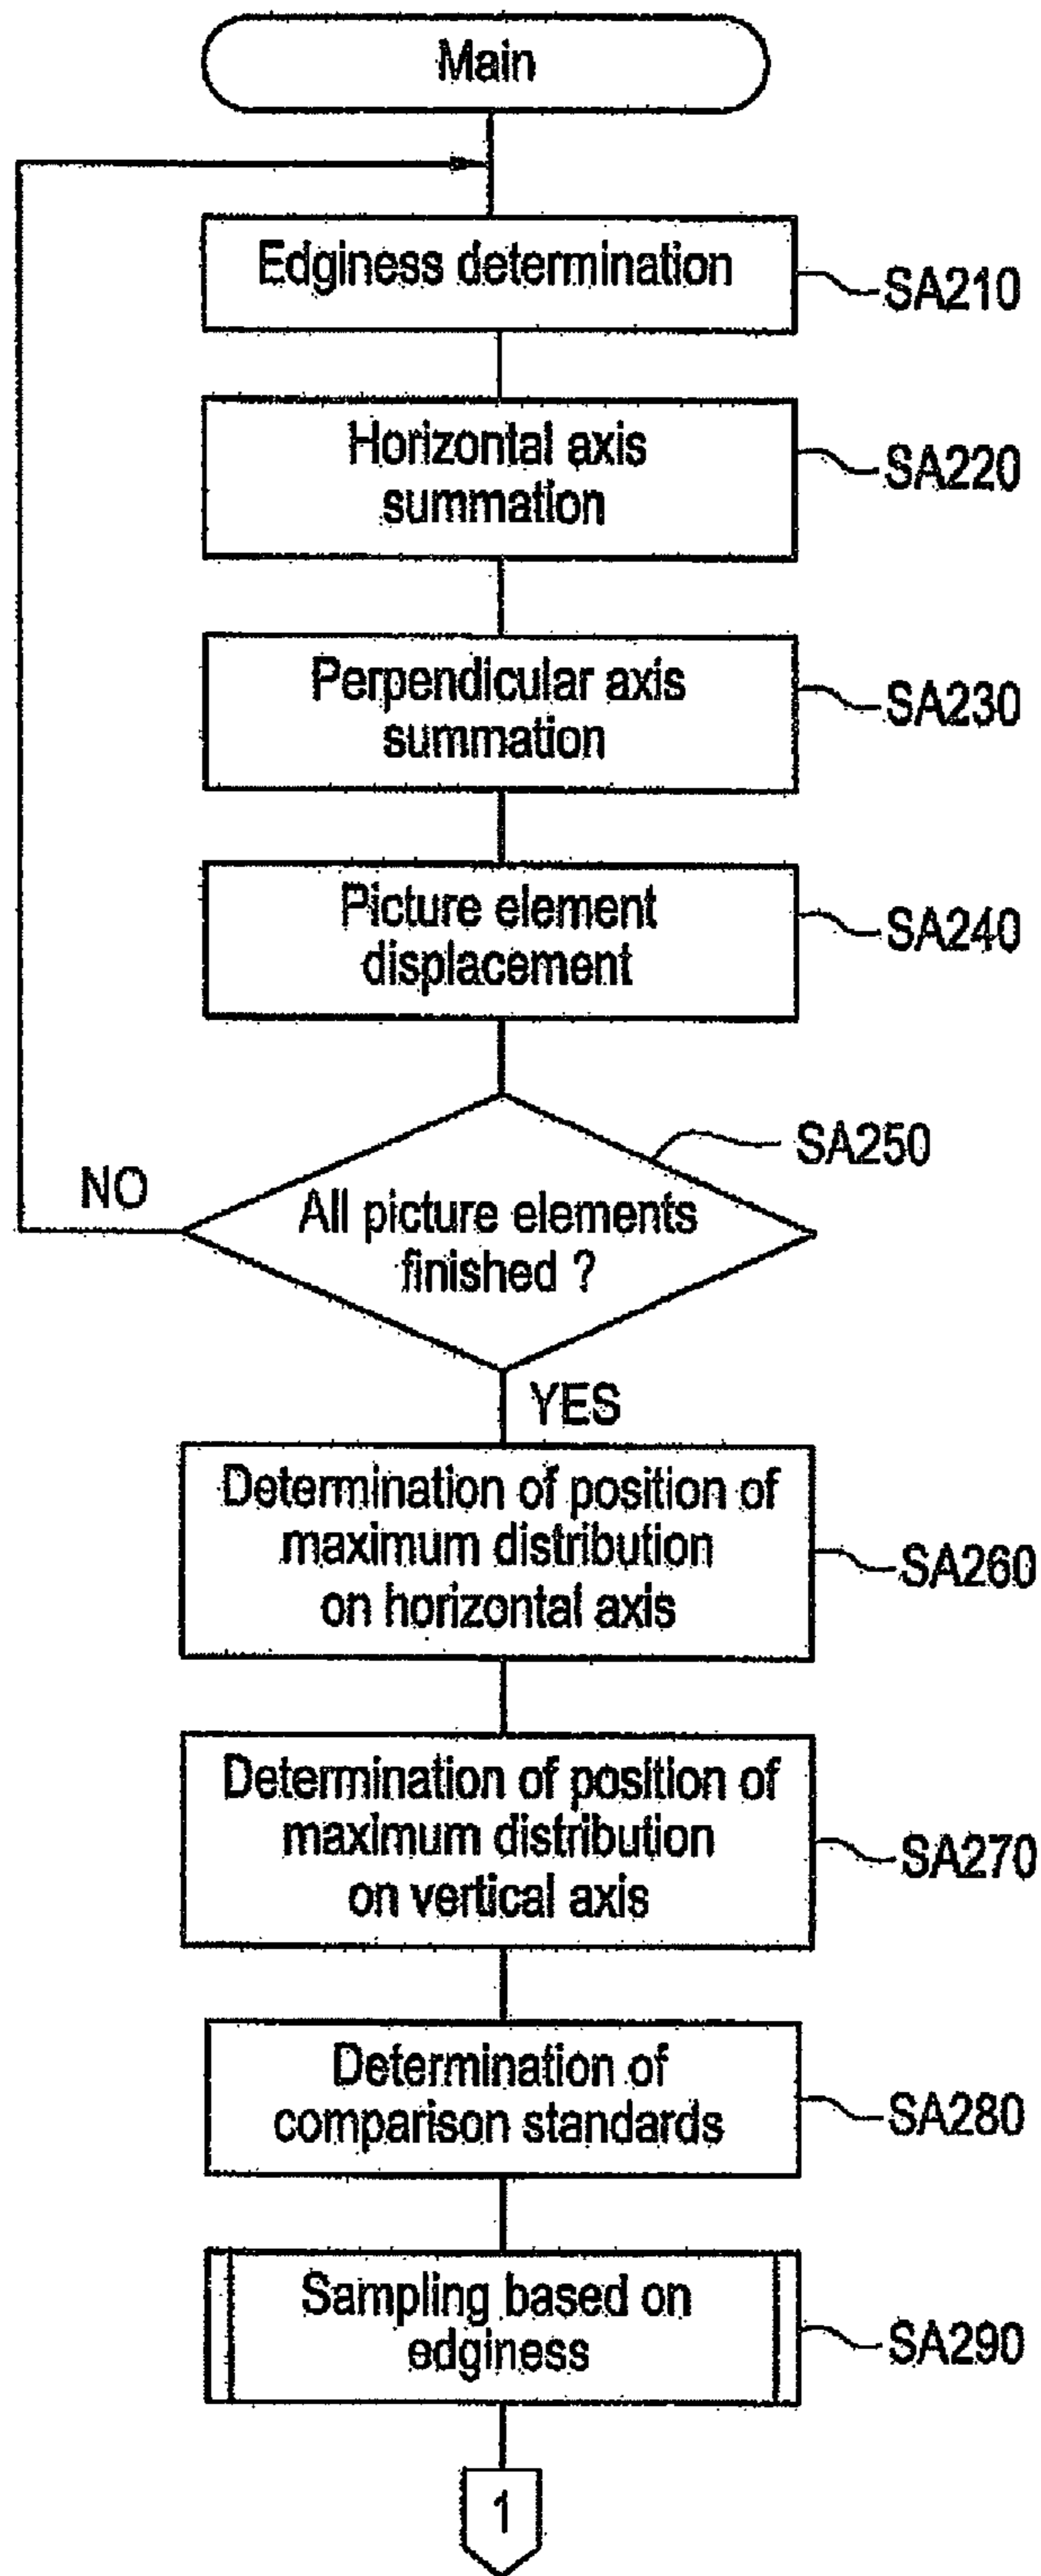 Main
Edginess determination
SA210
Horizontal axis
summation
SA220
Perpendicular axis
summation
SA230
Picture element
displacement
SA240
SA250
NO
All picture elements
finished ?
YES
Determination of position of
maximum distribution
on horizontal axis
SA260
Determination of position of
maximum distribution
on vertical axis
SA270
Determination of
comparison standards
SA280
Sampling based on
edginess
SA290
1